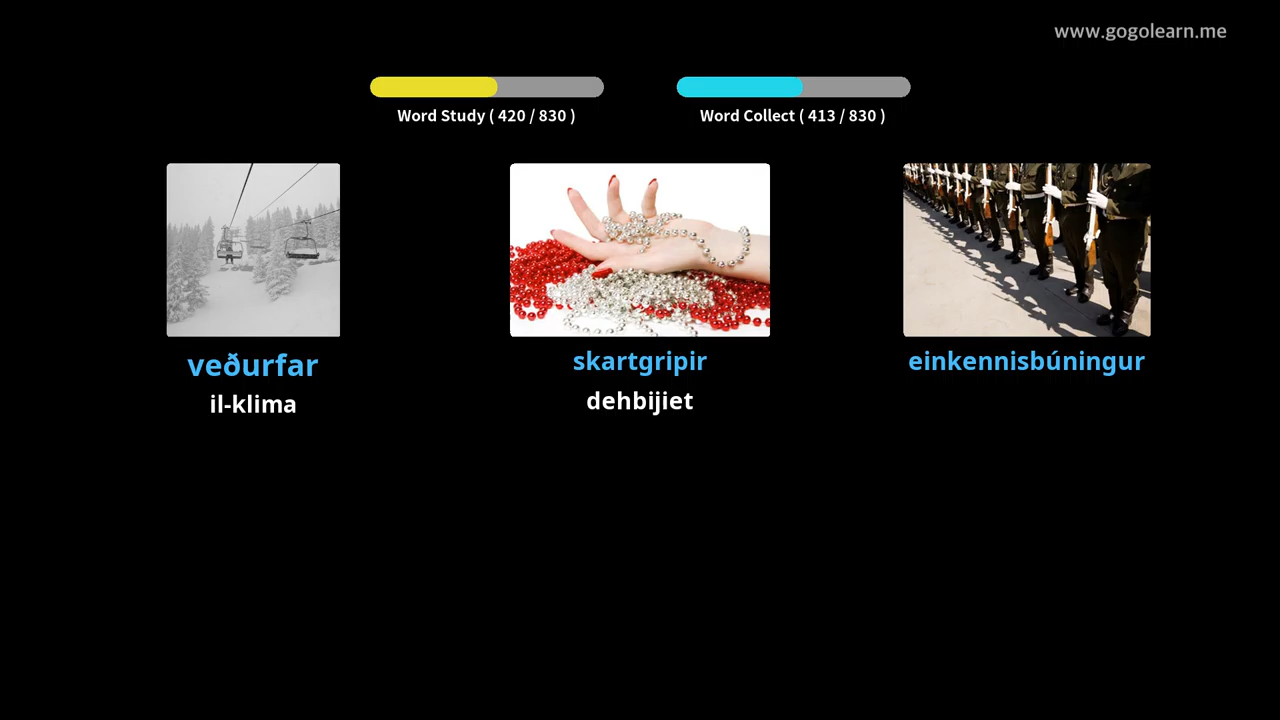 www.gogolearn.me
Word Study ( 420 / 830 )
Word Collect ( 413 / 830 )
veðurfar
skartgripir
einkennisbúningur
il-klima
dehbijiet